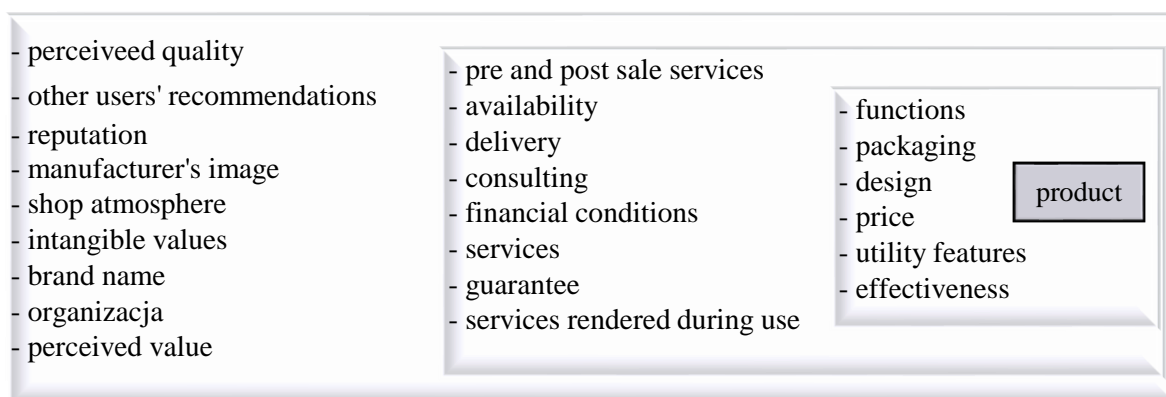 - perceiveed quality
- other users' recommendations
- reputation
- manufacturer's image
- shop atmosphere
- intangible values
- brand name
- organizacja
- perceived value
- pre and post sale services
- availability
- delivery
- consulting
- financial conditions
- services
- guarantee
- services rendered during use
- functions
- packaging
- design
- price
- utility features
- effectiveness
product